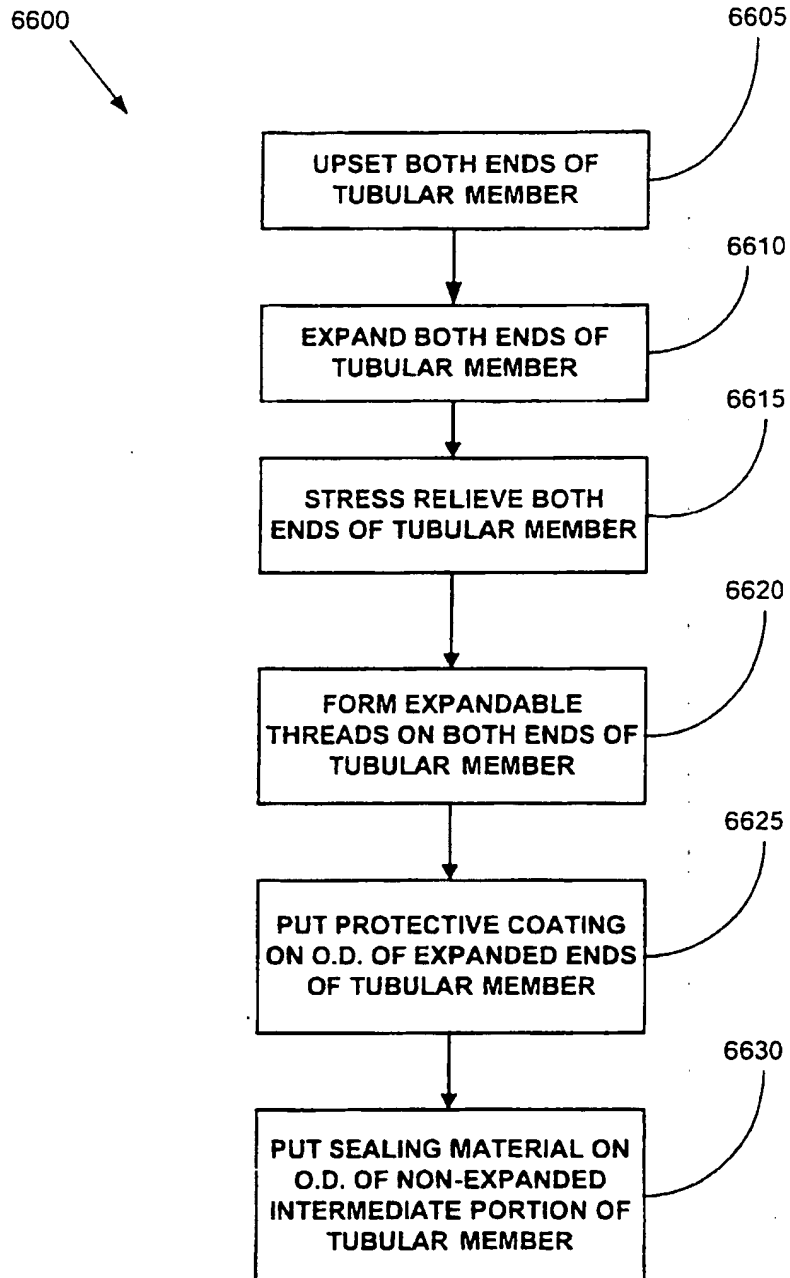 6600
6605
UPSET BOTH ENDS OF
TUBULAR MEMBER
6610
EXPAND BOTH ENDS OF
TUBULAR MEMBER
6615
STRESS RELIEVE BOTH
ENDS OF TUBULAR MEMBER
6620
FORM EXPANDABLE
THREADS ON BOTH ENDS OF
TUBULAR MEMBER
6625
PUT PROTECTIVE COATING
ON O.D. OF EXPANDED ENDS
OF TUBULAR MEMBER
6630
PUT SEALING MATERIAL ON
O.D. OF NON-EXPANDED
INTERMEDIATE PORTION OF
TUBULAR MEMBER